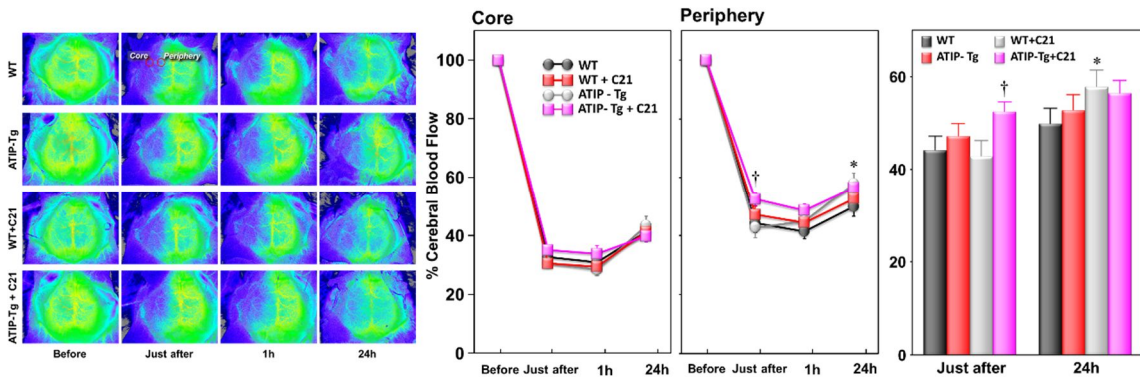 WT
Core Periphery
ATIP-Tg
WT+C21
ATIP-Tg + C21
Before Just after 1h 24h
Core
% Cerebral Blood Flow
100
80
60
40
20
0
WT
WT + C21
ATIP - Tg
ATIP- Tg + C21
Before Just after 1h 24h
Periphery
†
*
Before Just after 1h 24h
WT WT+C21
ATIP- Tg ATIP-Tg+C21
60
40
20
0
†
*
Just after 24h